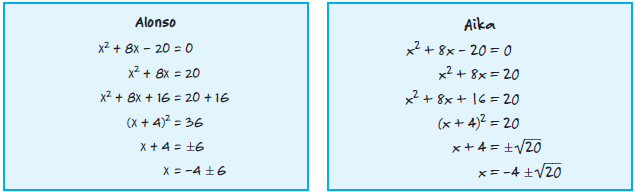 Alonso
x² + 8x - 20 = 0
x² + 8x = 20
x² + 8x + 16 = 20 + 16
(x + 4)² = 36
x + 4 = ±6
x = -4 ± 6
Aika
x² + 8x - 20 = 0
x² + 8x = 20
x² + 8x + 16 = 20
(x + 4)² = 20
x + 4 = ±√20
x = -4 ±√20